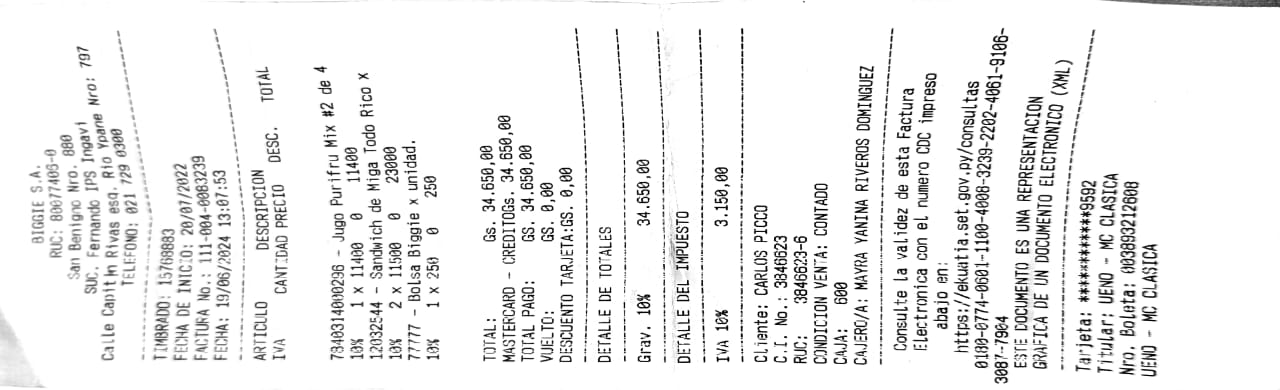 BIGGIE S.A.
RUC: 80077406-0
San Benigno Nro. 880
SUC. Fernando IPS Ingavi
Calle Rivas esq. Rio Ypane Nro: 797
TELEFONO: 021 729 0300
TIMBRADO: 15768883
FECHA DE INICIO: 20/07/2022
FACTURA No.: 111-004-0083239
FECHA: 19/06/2024 13:07:53
ARTICULO DESCRIPCION
IVA CANTIDAD PRECIO DESC. TOTAL
7840314000296 - Jugo Purifru Mix #2 de 4
10% 1 x 11400 0 11400
12032544 - Sandwich de Miga Todo Rico x
10% 2 x 11500 0 23000
77777 - Bolsa Biggie x unidad.
10% 1 x 250 0 250
TOTAL: Gs. 34.650,00
MASTERCARD - CREDITOGs. 34.650,00
TOTAL PAGO: GS. 34.650,00
VUELTO: GS. 0,00
DESCUENTO TARJETA:GS. 0,00
DETALLE DE TOTALES
Grav. 10% 34.650,00
DETALLE DEL IMPUESTO
IVA 10% 3.150,00
Cliente: CARLOS PICCO
C.I. No.: 3846623
RUC: 3846623-6
CONDICION VENTA: CONTADO
CAJA: 600
CAJERO/A: MAYRA YANINA RIVEROS DOMINGUEZ
Consulte la validez de esta Factura
Electronica con el numero CDC impreso
abajo en:
https://ekuatia.set.gov.py/consultas
0180-0774-0601-1100-4008-3239-2202-4061-9106-
3087-7904
ESTE DOCUMENTO ES UNA REPRESENTACION
GRAFICA DE UN DOCUMENTO ELECTRONICO (XML)
Tarjeta: ************9592
Titular: UENO - MC CLASICA
Nro. Boleta: 003893212608
UENO - MC CLASICA